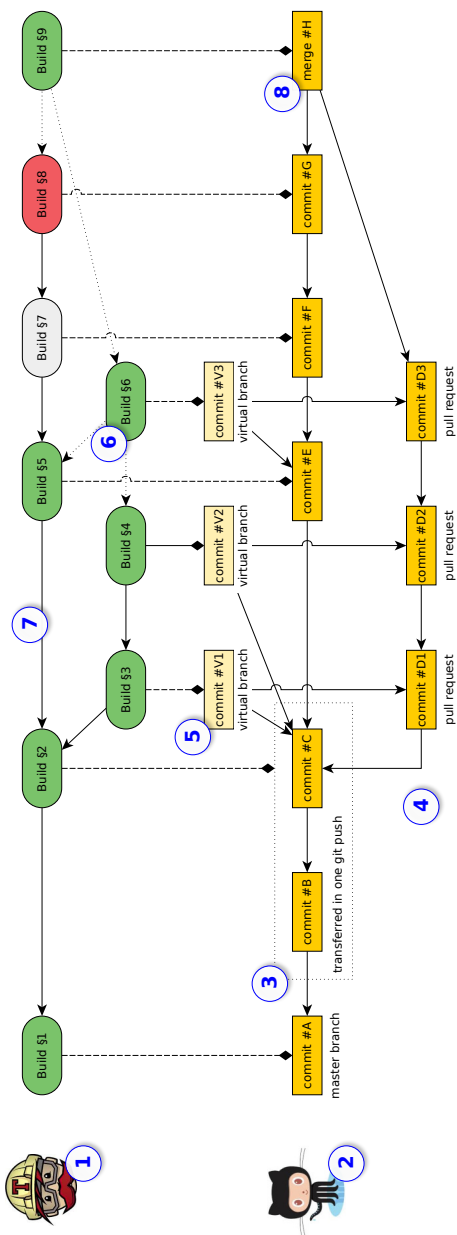 T
1
Build §1
Build §2
7
Build §5
Build §7
Build §8
Build §9
Build §3
Build §4
6
Build §6
5
commit #V1
virtual branch
commit #V2
virtual branch
commit #V3
virtual branch
2
3
commit #A
master branch
commit #B
commit #C
transferred in one git push
commit #E
commit #F
commit #G
8
merge #H
4
commit #D1
pull request
commit #D2
pull request
commit #D3
pull request